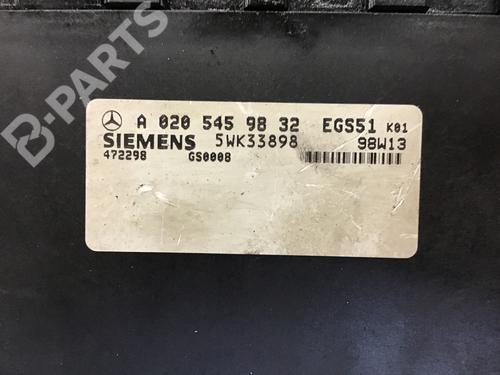 B-PARTS
A 020 545 98 32 EGS51 K01
SIEMENS 5WK33898 98W13
472298 GS0008